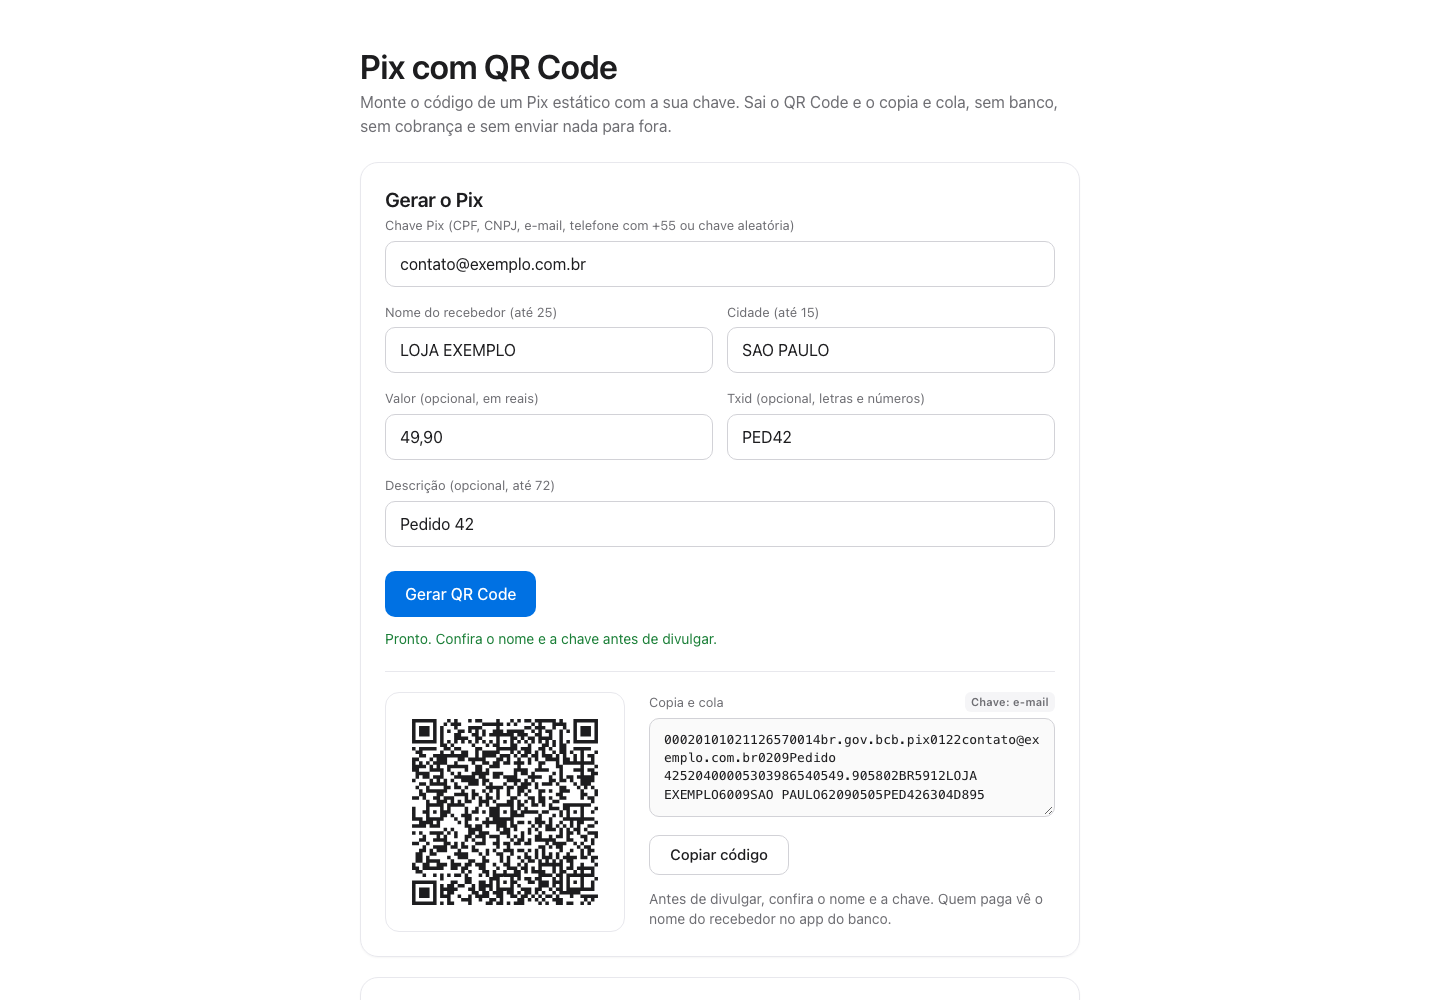 Pix com QR Code
Monte o código de um Pix estático com a sua chave. Sai o QR Code e o copia e cola, sem banco,
sem cobrança e sem enviar nada para fora.
Gerar o Pix
Chave Pix (CPF, CNPJ, e-mail, telefone com +55 ou chave aleatória)
contato@exemplo.com.br
Nome do recebedor (até 25)
Cidade (até 15)
LOJA EXEMPLO
SAO PAULO
Valor (opcional, em reais)
Txid (opcional, letras e números)
49,90
PED42
Descrição (opcional, até 72)
Pedido 42
Gerar QR Code
Pronto. Confira o nome e a chave antes de divulgar.
Copia e cola
Chave: e-mail
00020101021126570014br.gov.bcb.pix0122contato@ex
emplo.com.br0209Pedido
425204000053039865405​49.905802BR5912LOJA
EXEMPLO6009SAO PAULO62090505PED426304D895
Copiar código
Antes de divulgar, confira o nome e a chave. Quem paga vê o
nome do recebedor no app do banco.